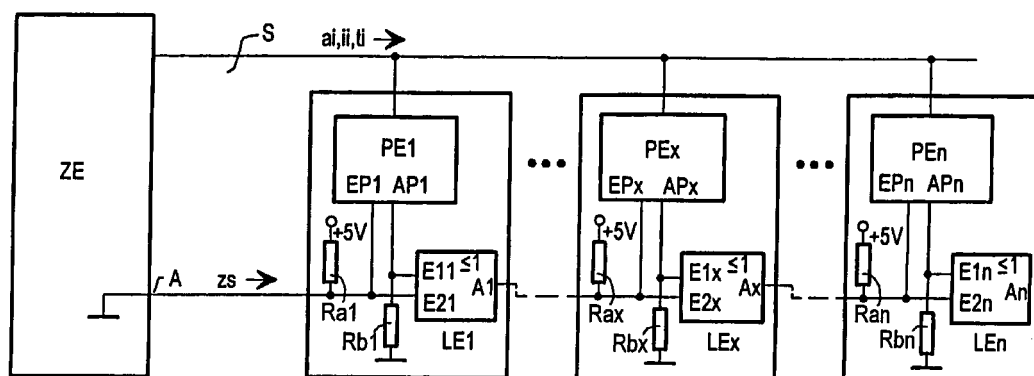 S ai,ii,ti
ZE
PE1 PEx PEn
EP1 AP1 EPx APx EPn APn
+5V +5V +5V
E11 ≤1 E1x ≤1 E1n ≤1
A zs A1 Ax An
E21 E2x E2n
Ra1 Rax Ran
Rb1 LE1 Rbx LEx Rbn LEn